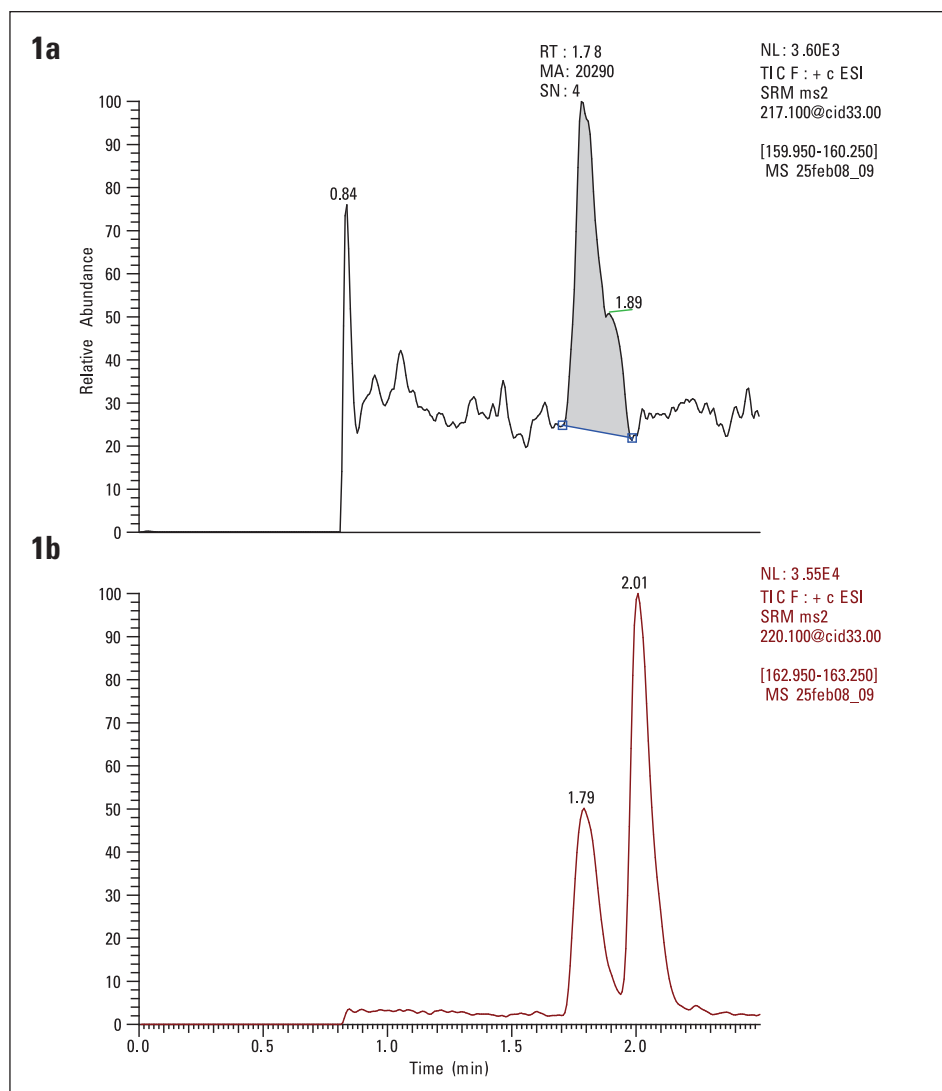 1a
RT : 1.78
MA: 20290
SN : 4
NL : 3.60E3
TIC F : + c ESI
SRM ms2
217.100@cid33.00
[159.950-160.250]
MS 25feb08_09
100
90
80
70
60
50
40
30
20
10
0
Relative Abundance
0.84
1.89
1b
NL : 3.55E4
TIC F : + c ESI
SRM ms2
220.100@cid33.00
[162.950-163.250]
MS 25feb08_09
100
90
80
70
60
50
40
30
20
10
0
2.01
1.79
0.0 0.5 1.0 1.5 2.0
Time (min)